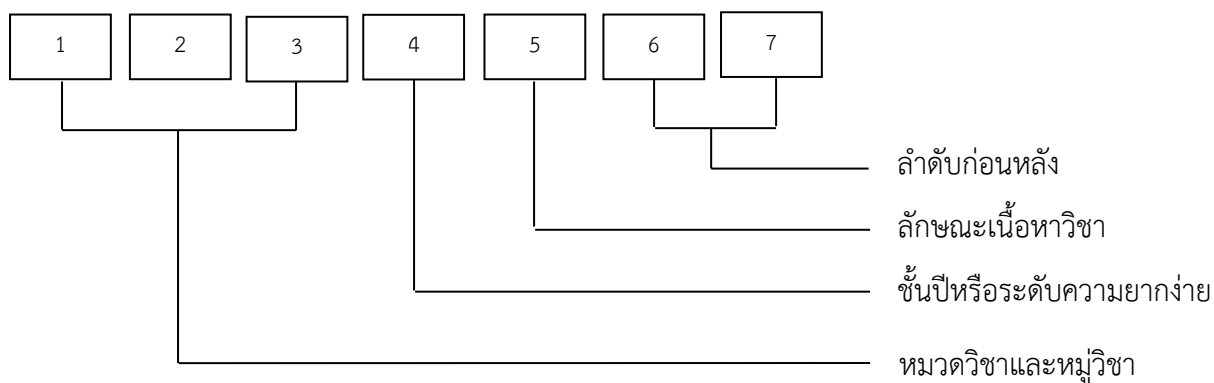 1 2 3 4 5 6 7
ลำดับก่อนหลัง
ลักษณะเนื้อหาวิชา
ชั้นปีหรือระดับความยากง่าย
หมวดวิชาและหมู่วิชา